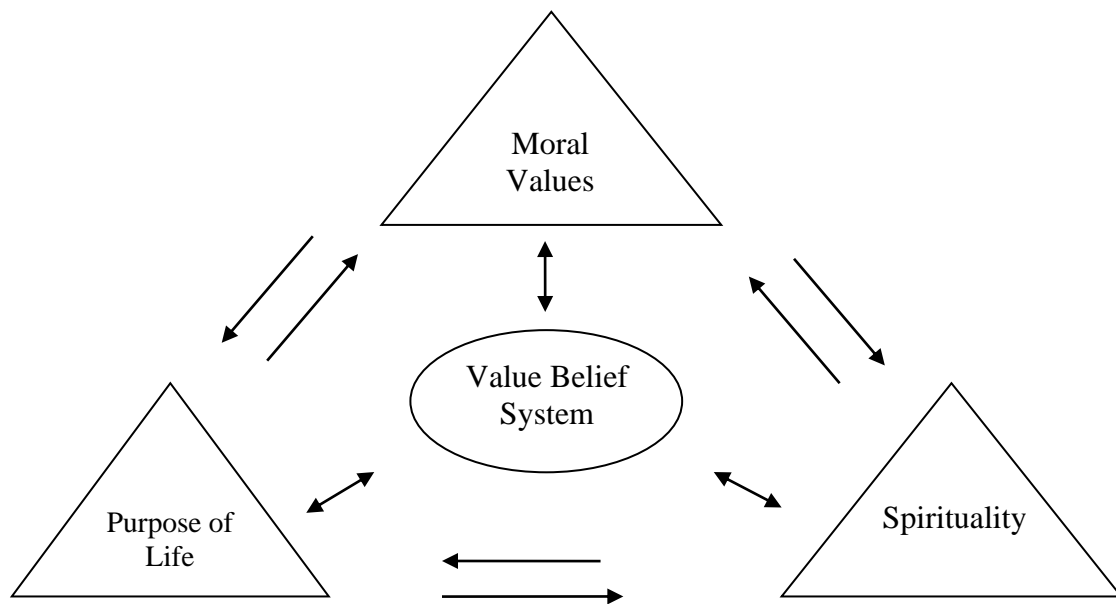 Moral
Values
Value Belief
System
Purpose of
Life
Spirituality